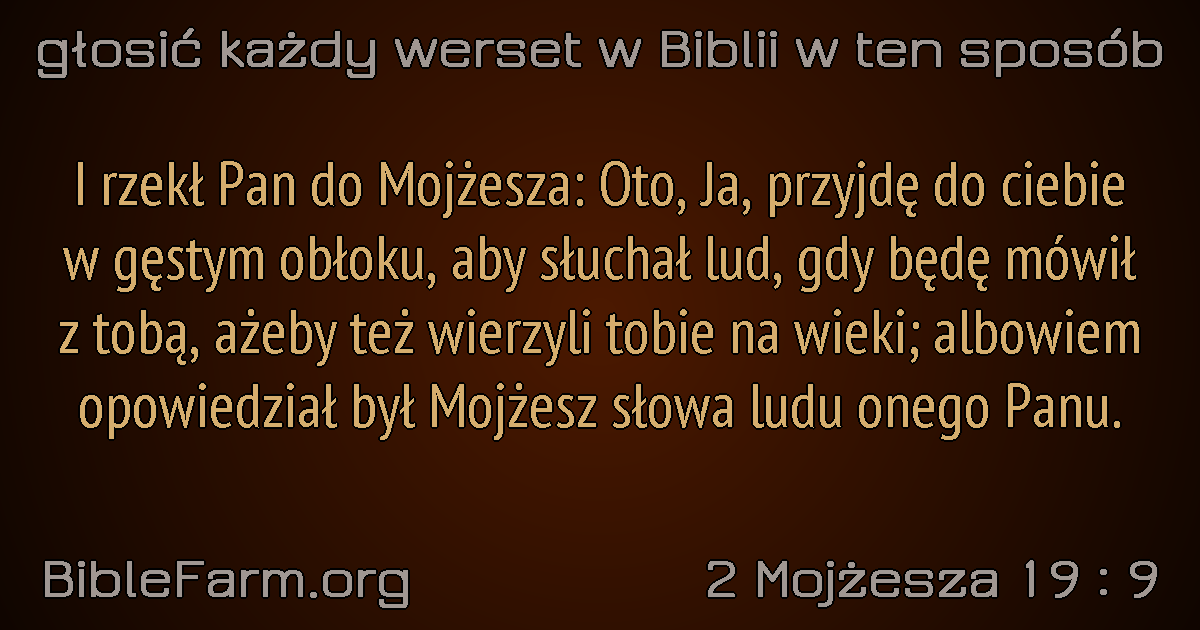 głosić każdy werset w Biblii w ten sposób
I rzekł Pan do Mojżesza: Oto, Ja, przyjdę do ciebie
w gęstym obłoku, aby słuchał lud, gdy będę mówił
z tobą, ażeby też wierzyli tobie na wieki; albowiem
opowiedział był Mojżesz słowa ludu onego Panu.
BibleFarm.org
2 Mojżesza 19 : 9